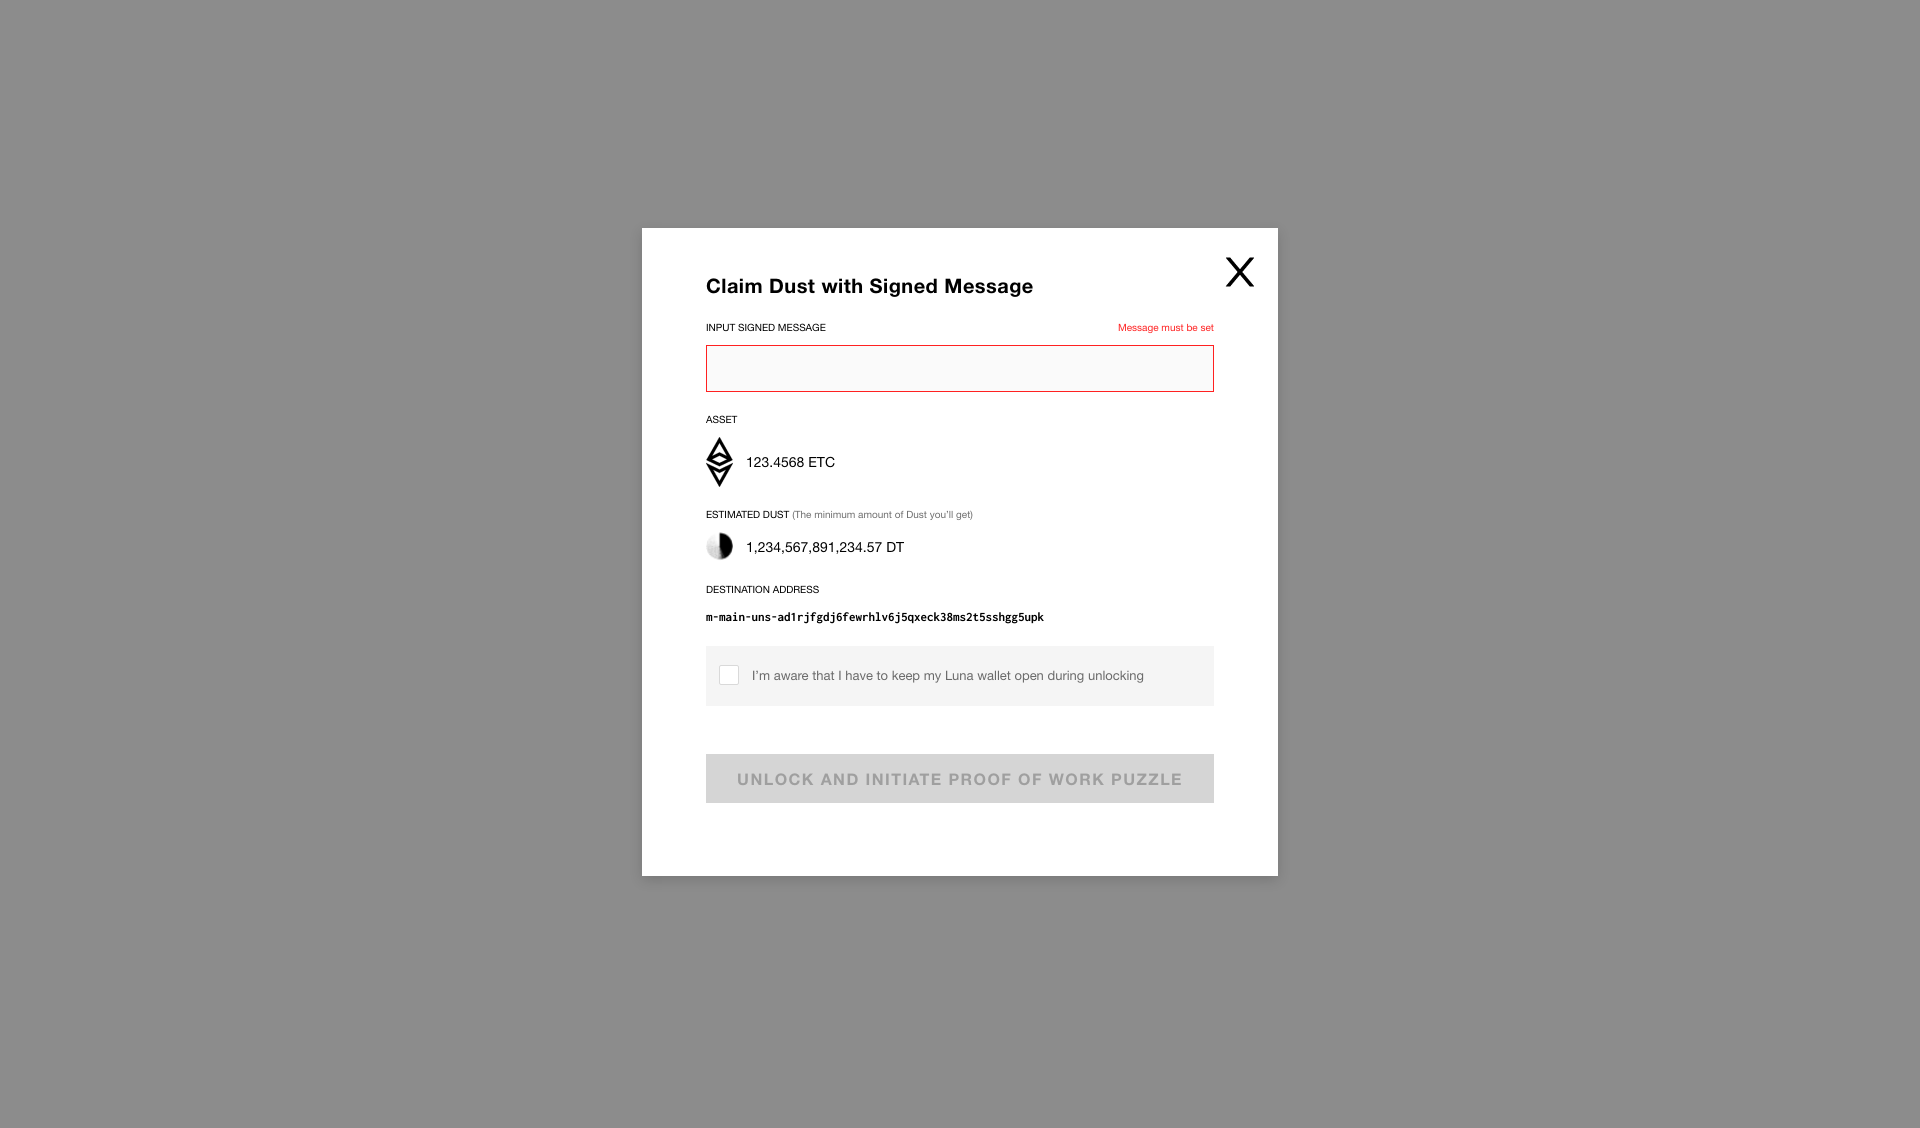 Claim Dust with Signed Message
INPUT SIGNED MESSAGE Message must be set
ASSET
123.4568 ETC
ESTIMATED DUST (The minimum amount of Dust you'll get)
1,234,567,891,234.57 DT
DESTINATION ADDRESS
m-main-uns-ad1rjfgdj6fewrhlv6j5qxeck38ms2t5sshgg5upk
I'm aware that I have to keep my Luna wallet open during unlocking
UNLOCK AND INITIATE PROOF OF WORK PUZZLE